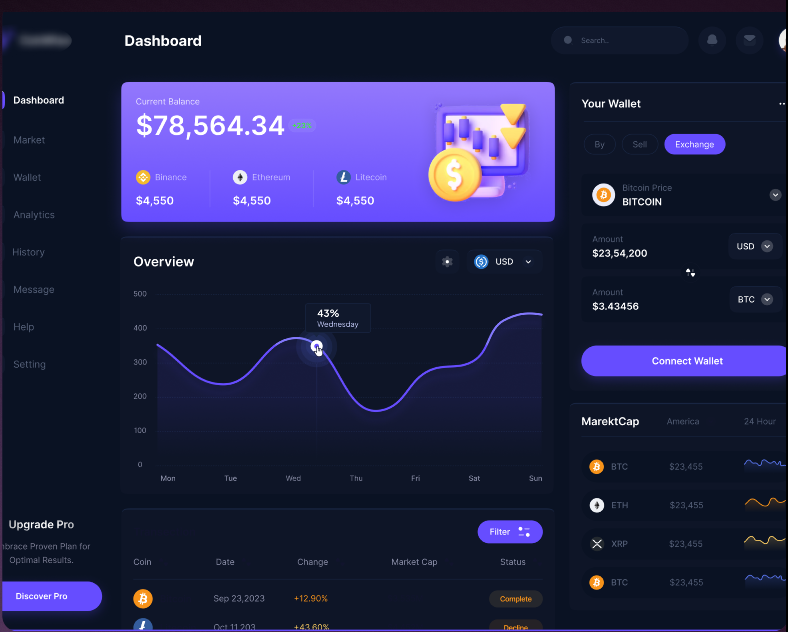 Dashboard
Search..
Dashboard
Market
Wallet
Analytics
History
Message
Help
Setting
Upgrade Pro
brace Proven Plan for
Optimal Results.
Discover Pro
Current Balance
$78,564.34 +23%
Binance
$4,550
Ethereum
$4,550
Litecoin
$4,550
Overview
USD
500
400
300
200
100
0
43%
Wednesday
Mon Tue Wed Thu Fri Sat Sun
Filter
Coin Date Change Market Cap Status
Sep 23,2023 +12.90% Complete
Oct 11,203 +43.60% Decline
Your Wallet
By Sell Exchange
Bitcoin Price
BITCOIN
Amount
$23,54,200
USD
Amount
$3.43456
BTC
Connect Wallet
MarektCap America 24 Hour
BTC $23,455
ETH $23,455
XRP $23,455
BTC $23,455